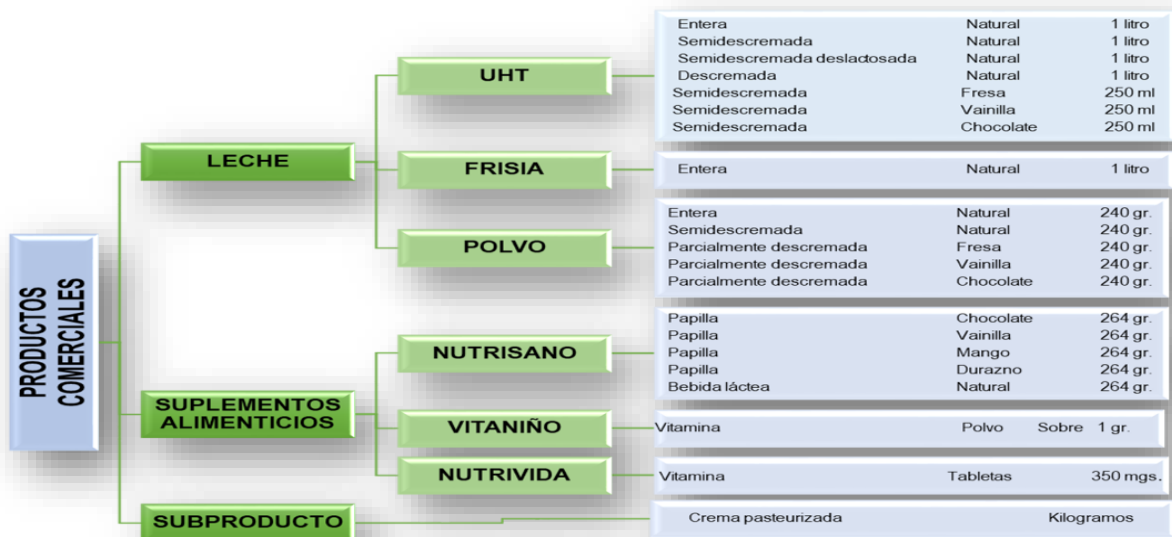 PRODUCTOS
COMERCIALES
LECHE
UHT
Entera Natural 1 litro
Semidescremada Natural 1 litro
Semidescremada deslactosada Natural 1 litro
Descremada Natural 1 litro
Semidescremada Fresa 250 ml
Semidescremada Vainilla 250 ml
Semidescremada Chocolate 250 ml
FRISIA
Entera Natural 1 litro
POLVO
Entera Natural 240 gr.
Semidescremada Natural 240 gr.
Parcialmente descremada Fresa 240 gr.
Parcialmente descremada Vainilla 240 gr.
Parcialmente descremada Chocolate 240 gr.
SUPLEMENTOS
ALIMENTICIOS
NUTRISANO
Papilla Chocolate 264 gr.
Papilla Vainilla 264 gr.
Papilla Mango 264 gr.
Papilla Durazno 264 gr.
Bebida láctea Natural 264 gr.
VITANIÑO
Vitamina Polvo Sobre 1 gr.
NUTRIVIDA
Vitamina Tabletas 350 mgs.
SUBPRODUCTO
Crema pasteurizada Kilogramos